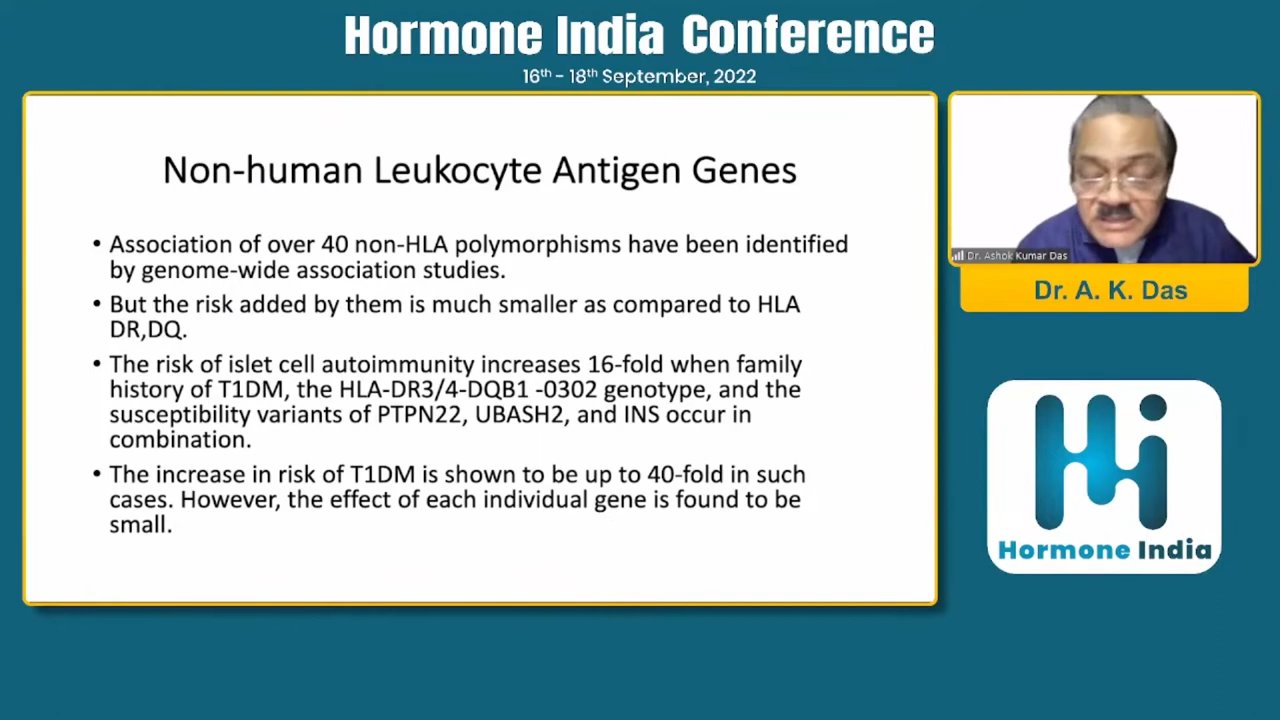 Hormone India Conference
16th - 18th September, 2022
Non-human Leukocyte Antigen Genes
• Association of over 40 non-HLA polymorphisms have been identified
by genome-wide association studies.
• But the risk added by them is much smaller as compared to HLA
DR,DQ.
• The risk of islet cell autoimmunity increases 16-fold when family
history of T1DM, the HLA-DR3/4-DQB1 -0302 genotype, and the
susceptibility variants of PTPN22, UBASH2, and INS occur in
combination.
• The increase in risk of T1DM is shown to be up to 40-fold in such
cases. However, the effect of each individual gene is found to be
small.
Dr. Ashok Kumar Das
Dr. A. K. Das
Hi
Hormone India